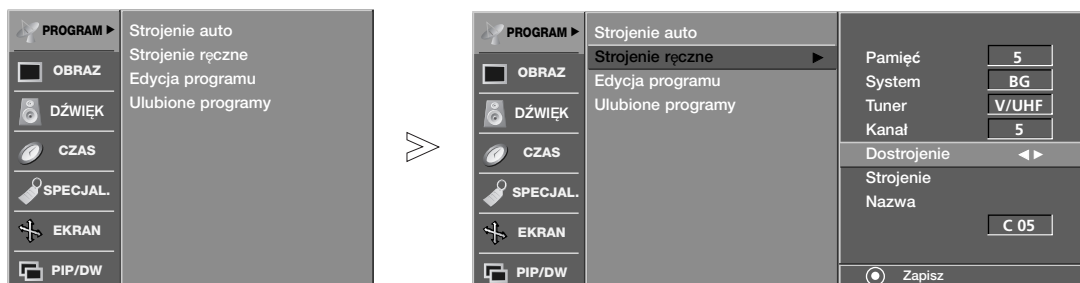 PROGRAM ►
OBRAZ
DŹWIĘK
CZAS
SPECJAL.
EKRAN
PIP/DW
Strojenie auto
Strojenie ręczne
Edycja programu
Ulubione programy
PROGRAM ►
OBRAZ
DŹWIĘK
CZAS
SPECJAL.
EKRAN
PIP/DW
Strojenie auto
Strojenie ręczne ►
Edycja programu
Ulubione programy
Pamięć 5
System BG
Tuner V/UHF
Kanał 5
Dostrojenie ◄►
Strojenie
Nazwa
C 05
Zapisz